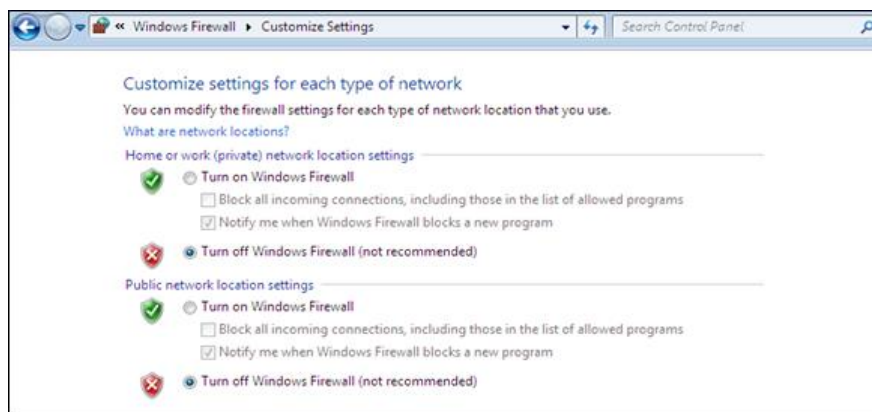 « Windows Firewall ▸ Customize Settings
Search Control Panel
Customize settings for each type of network
You can modify the firewall settings for each type of network location that you use.
What are network locations?
Home or work (private) network location settings
Turn on Windows Firewall
Block all incoming connections, including those in the list of allowed programs
Notify me when Windows Firewall blocks a new program
Turn off Windows Firewall (not recommended)
Public network location settings
Turn on Windows Firewall
Block all incoming connections, including those in the list of allowed programs
Notify me when Windows Firewall blocks a new program
Turn off Windows Firewall (not recommended)